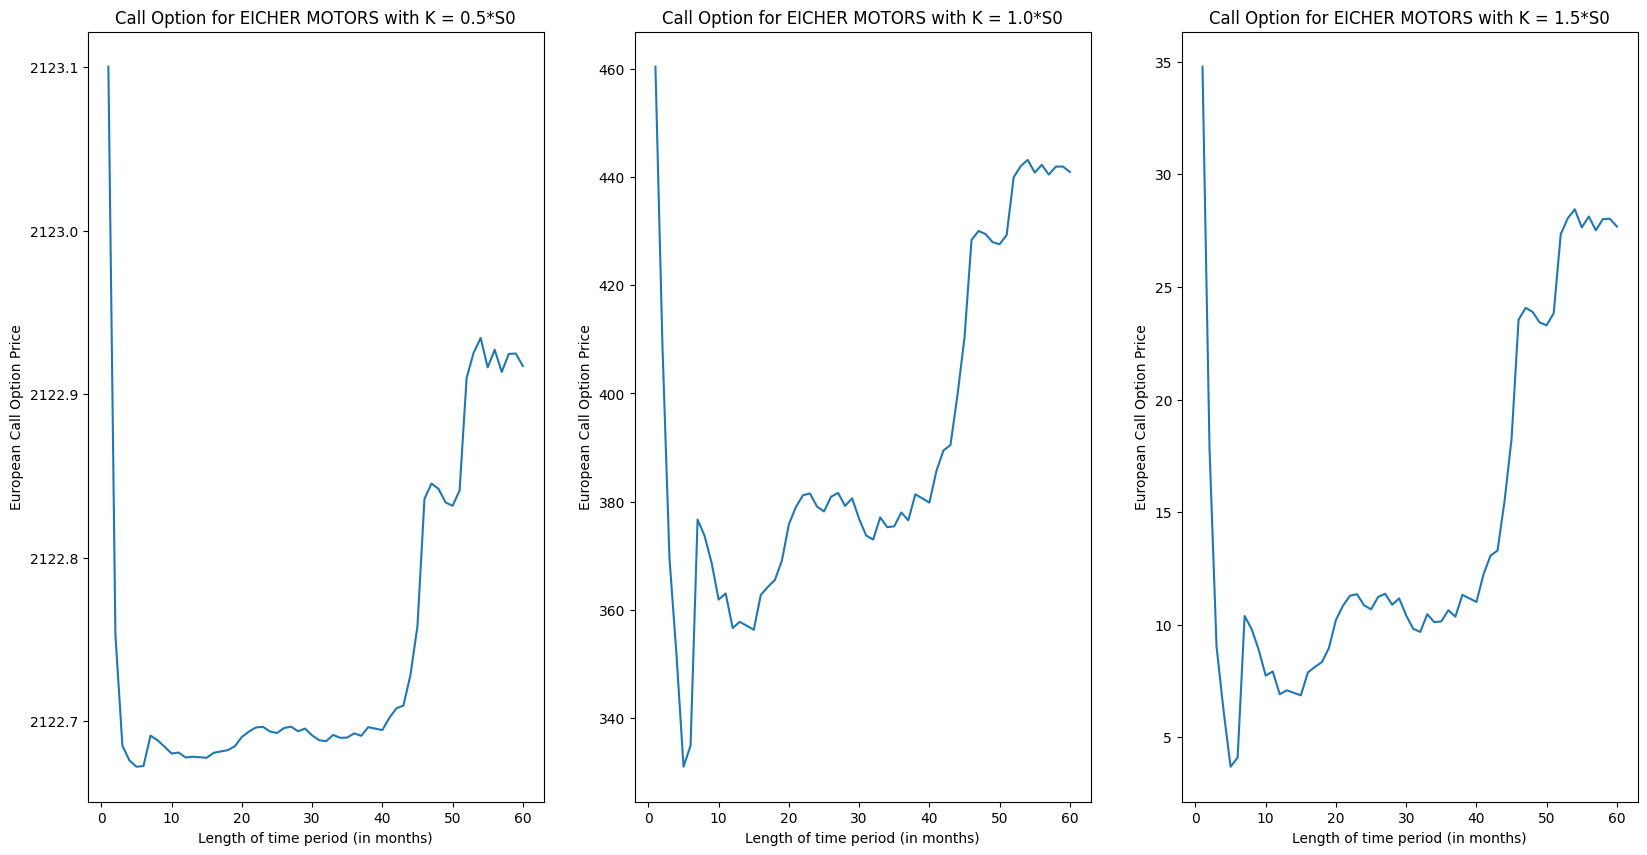 Call Option for EICHER MOTORS with K = 0.5*S0
2123.1
2123.0
2122.9
2122.8
2122.7
European Call Option Price
0 10 20 30 40 50 60
Length of time period (in months)
Call Option for EICHER MOTORS with K = 1.0*S0
460
440
420
400
380
360
340
European Call Option Price
0 10 20 30 40 50 60
Length of time period (in months)
Call Option for EICHER MOTORS with K = 1.5*S0
35
30
25
20
15
10
5
European Call Option Price
0 10 20 30 40 50 60
Length of time period (in months)